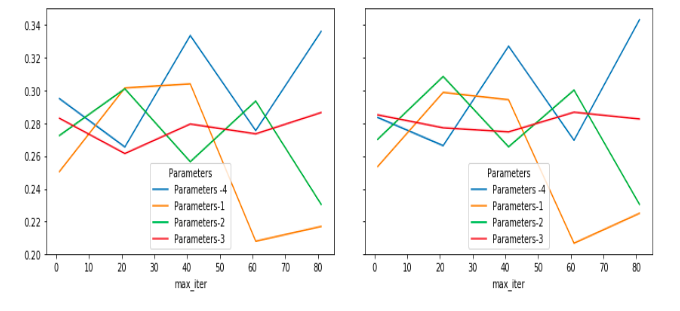 0.34
0.32
0.30
0.28
0.26
0.24
0.22
0.20
0 10 20 30 40 50 60 70 80
max_iter
Parameters
Parameters -4
Parameters-1
Parameters-2
Parameters-3
0 10 20 30 40 50 60 70 80
max_iter
Parameters
Parameters -4
Parameters-1
Parameters-2
Parameters-3